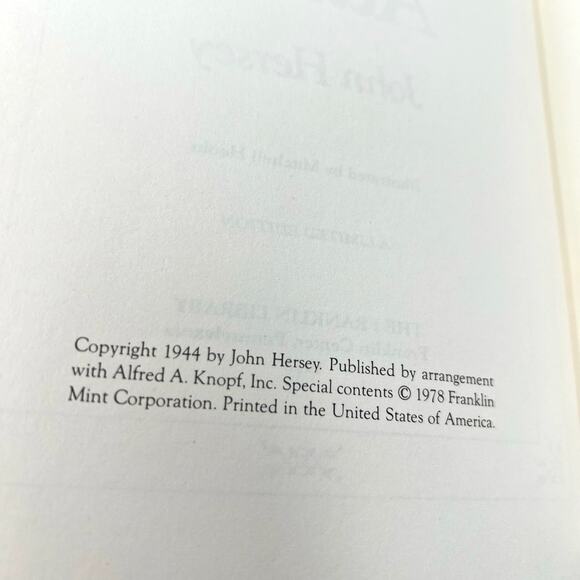 John Hersey
Illustrated by Mitchell Hooks
A LIMITED EDITION
THE FRANKLIN LIBRARY
Franklin Center, Pennsylvania
Copyright 1944 by John Hersey. Published by arrangement
with Alfred A. Knopf, Inc. Special contents © 1978 Franklin
Mint Corporation. Printed in the United States of America.